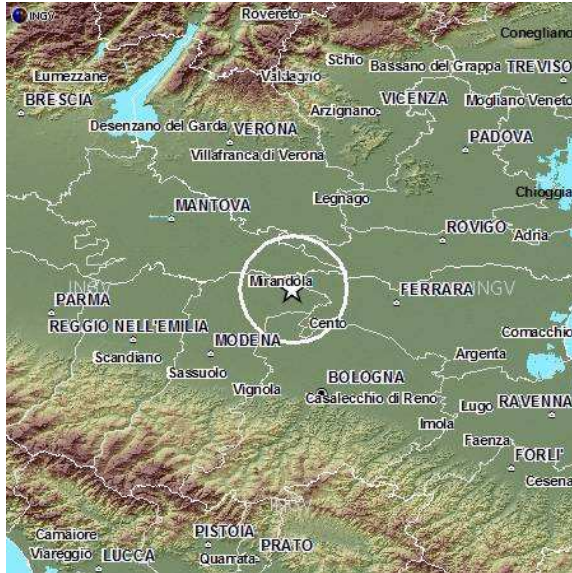 INGV
Rovereto
Conegliano
Schio
Bassano del Grappa
TREVISO
Lumezzane
Valdagno
BRESCIA
Arzignano
VICENZA
Mogliano Veneto
Desenzano del Garda
VERONA
PADOVA
Villafranca di Verona
Legnago
Chioggia
MANTOVA
ROVIGO
Adria
Mirandola
INGV
INGV
PARMA
FERRARA
REGGIO NELL'EMILIA
Cento
MODENA
Comacchio
Scandiano
Argenta
Sassuolo
Vignola
BOLOGNA
Casalecchio di Reno
Lugo
RAVENNA
Imola
Faenza
FORLI'
Cesena
INGV
Camaiore
PISTOIA
Viareggio
LUCCA
PRATO
Quarrata